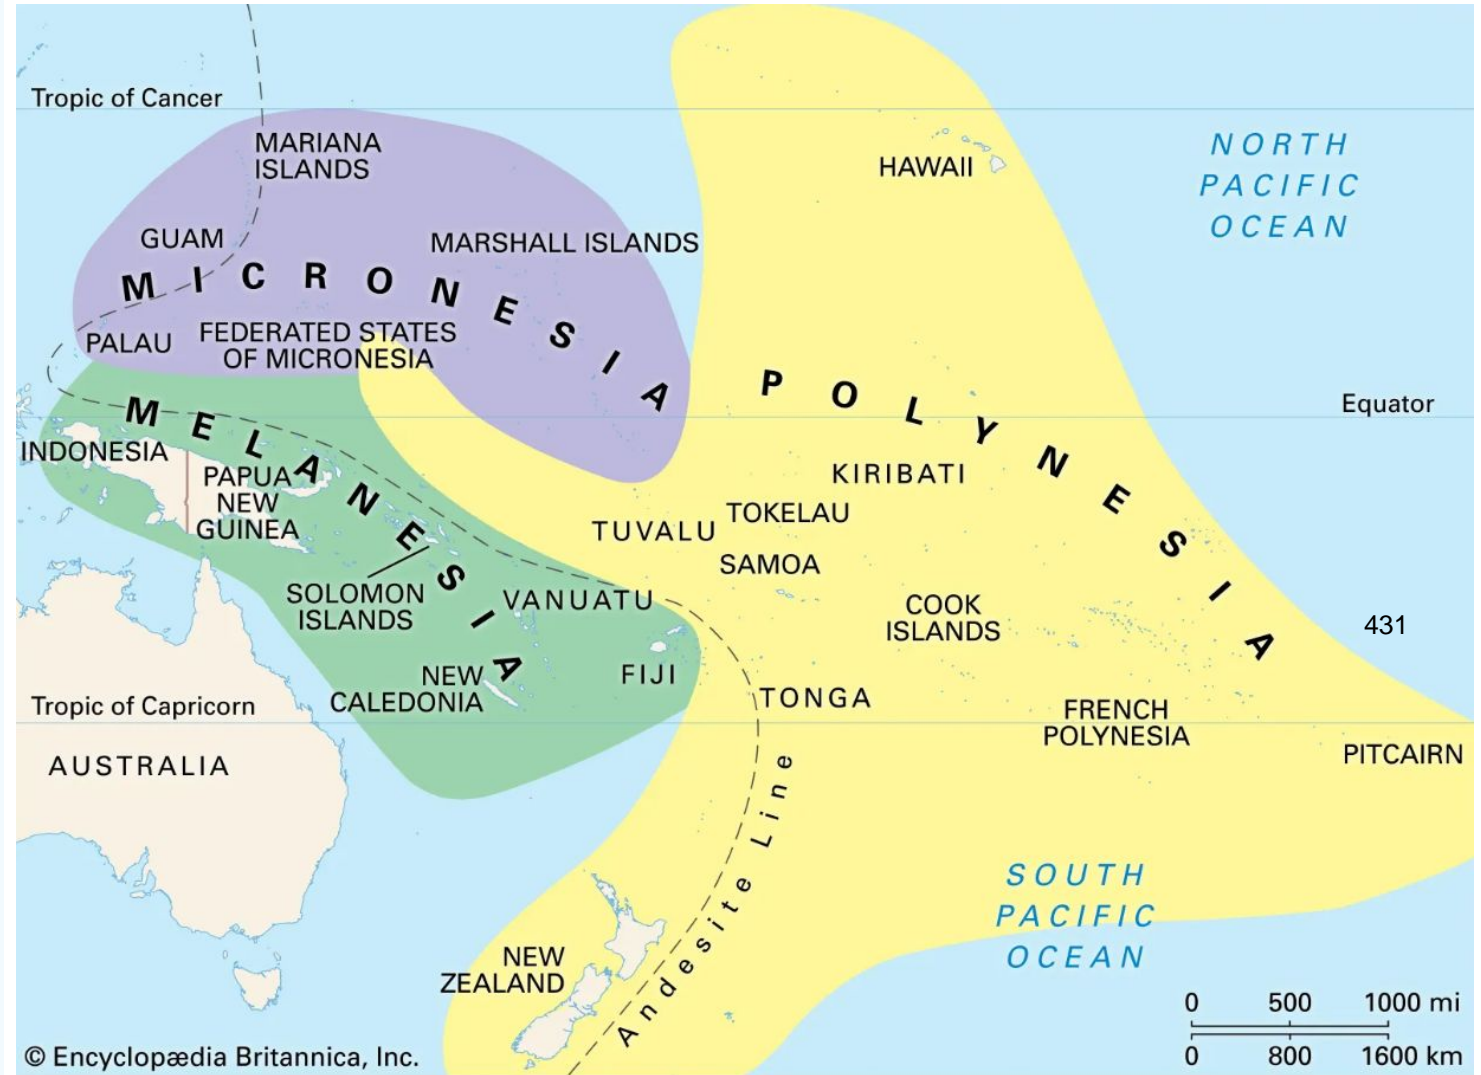 Tropic of Cancer
MARIANA
ISLANDS
NORTH
PACIFIC
OCEAN
HAWAII
GUAM
MARSHALL ISLANDS
MICRONESIA
PALAU
FEDERATED STATES
OF MICRONESIA
POLYNESIA
Equator
MELANESIA
INDONESIA
PAPUA
NEW
GUINEA
KIRIBATI
TOKELAU
TUVALU
SAMOA
SOLOMON
ISLANDS
VANUATU
COOK
ISLANDS
431
NEW
CALEDONIA
FIJI
TONGA
Tropic of Capricorn
FRENCH
POLYNESIA
PITCAIRN
AUSTRALIA
Andesite Line
SOUTH
PACIFIC
OCEAN
NEW
ZEALAND
0 500 1000 mi
0 800 1600 km
© Encyclopædia Britannica, Inc.